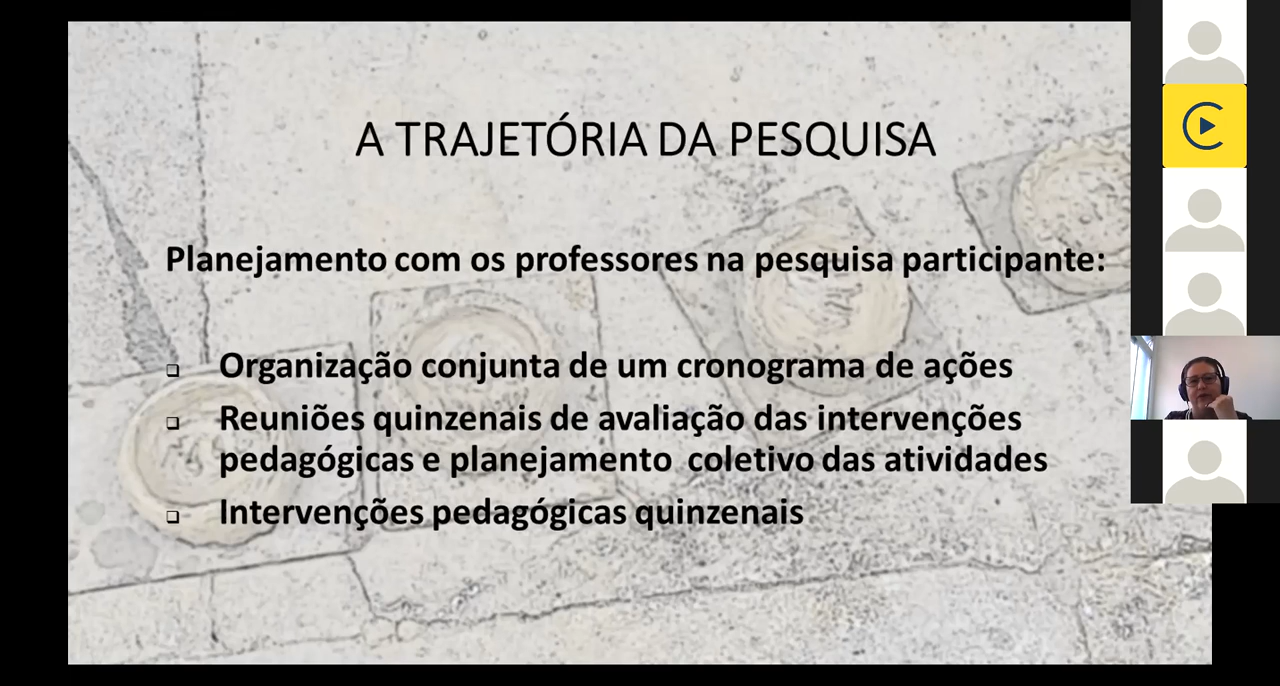 A TRAJETÓRIA DA PESQUISA
Planejamento com os professores na pesquisa participante:
Organização conjunta de um cronograma de ações
Reuniões quinzenais de avaliação das intervenções
pedagógicas e planejamento coletivo das atividades
Intervenções pedagógicas quinzenais